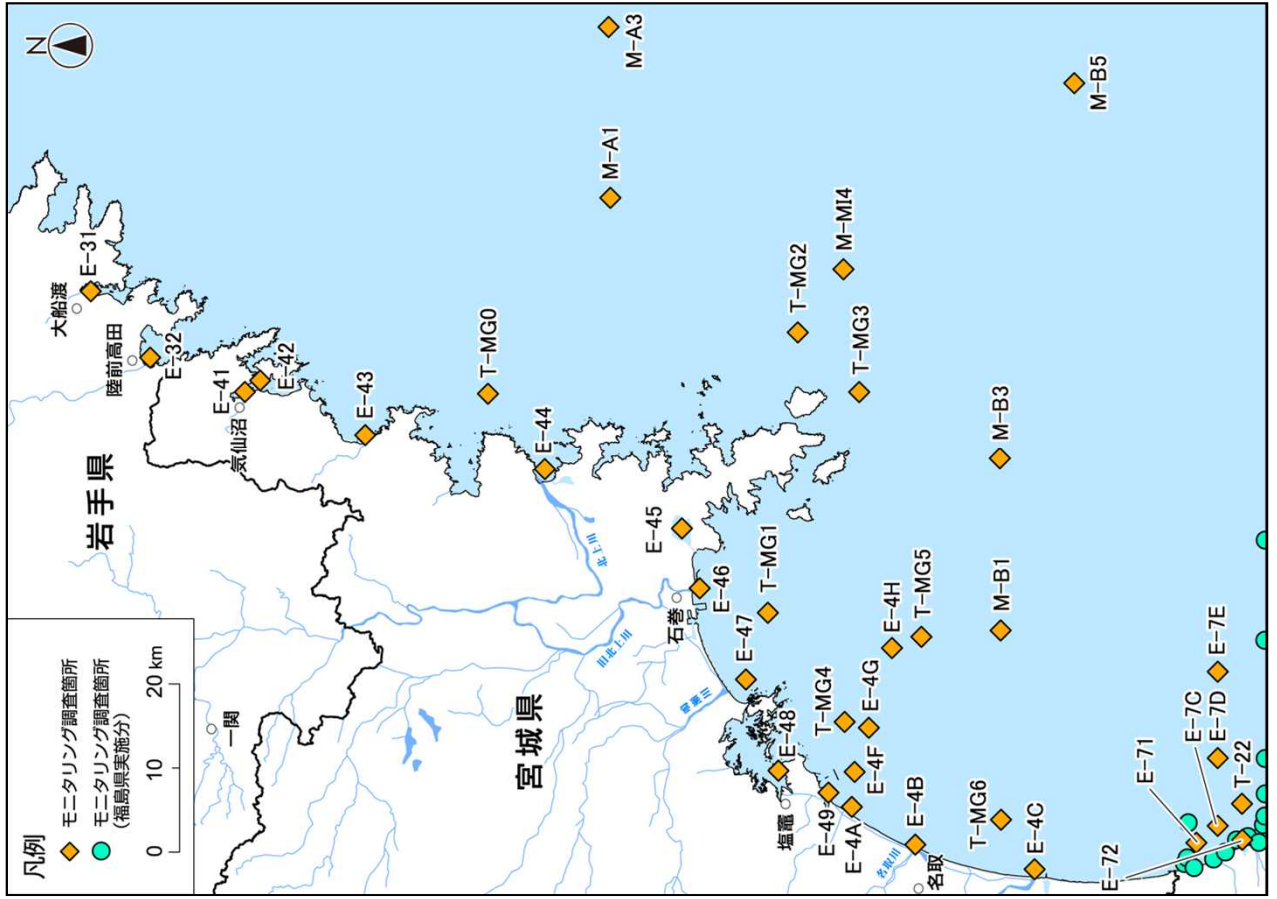 N
凡例
モニタリング調査箇所
モニタリング調査箇所
(福島県実施分)
0 10 20 km
岩手県
宮城県
大船渡
陸前高田
気仙沼
一関
石巻
塩竈
名取
北上川
旧北上川
鳴瀬川
名取川
E-31
E-32
E-41
E-42
E-43
T-MG0
E-44
M-A1
M-A3
E-45
E-46
E-47
T-MG1
T-MG2
M-MI4
T-MG3
E-48
T-MG4
E-4G
E-4H
T-MG5
E-49
E-4A
E-4F
E-4B
T-MG6
E-4C
M-B1
M-B3
M-B5
E-71
E-7C
E-7D
E-7E
E-72
T-22